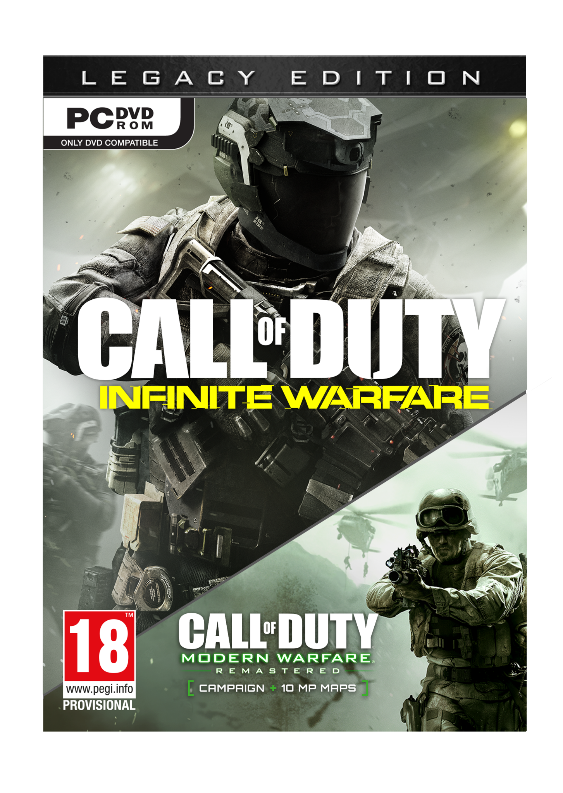 LEGACY EDITION
PC DVD
ROM
ONLY DVD COMPATIBLE
CALL OF DUTY
INFINITE WARFARE
CALL OF DUTY
MODERN WARFARE
REMASTERED
[ CAMPAIGN + 10 MP MAPS ]
18 ™
www.pegi.info
PROVISIONAL